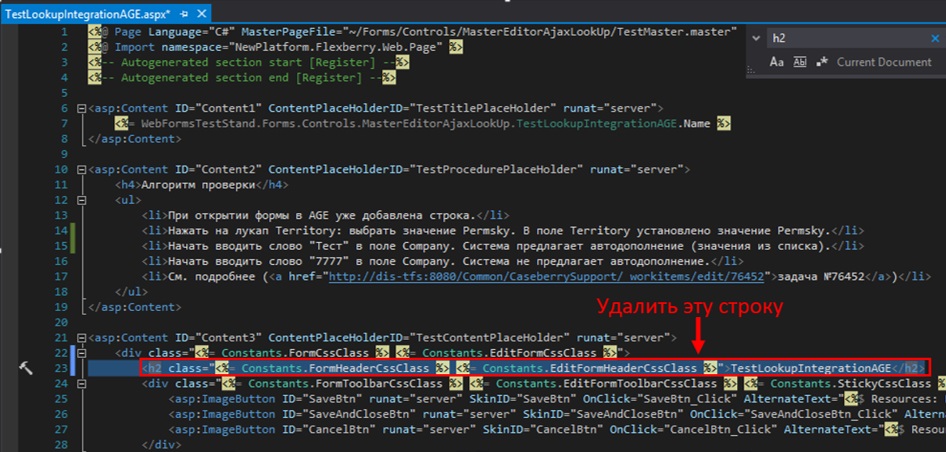 TestLookupIntegrationAGE.aspx*
h2
Current Document
1 <%@ Page Language="C#" MasterPageFile="~/Forms/Controls/MasterEditorAjaxLookUp/TestMaster.master"
2 <%@ Import namespace="NewPlatform.Flexberry.Web.Page" %>
3 <%-- Autogenerated section start [Register] --%>
4 <%-- Autogenerated section end [Register] --%>
5
6 <asp:Content ID="Content1" ContentPlaceHolderID="TestTitlePlaceHolder" runat="server">
7 <%= WebFormsTestStand.Forms.Controls.MasterEditorAjaxLookUp.TestLookupIntegrationAGE.Name %>
8 </asp:Content>
9
10 <asp:Content ID="Content2" ContentPlaceHolderID="TestProcedurePlaceHolder" runat="server">
11 <h4>Алгоритм проверки</h4>
12 <ul>
13 <li>При открытии формы в AGE уже добавлена строка.</li>
14 <li>Нажать на лукап Territory: выбрать значение Permsky. В поле Territory установлено значение Permsky.</li>
15 <li>Начать вводить слово "Тест" в поле Company. Система предлагает автодополнение (значения из списка).</li>
16 <li>Начать вводить слово "7777" в поле Company. Система не предлагает автодополнение.</li>
17 <li>См. подробнее (<a href="http://dis-tfs:8080/Common/CaseberrySupport/_workitems/edit/76452">задача №76452</a>)</li>
18 </ul>
19 </asp:Content>
20
Удалить эту строку
21 <asp:Content ID="Content3" ContentPlaceHolderID="TestContentPlaceHolder" runat="server">
22 <div class="<%= Constants.FormCssClass %> <%= Constants.EditFormCssClass %>">
23 <h2 class="<%= Constants.FormHeaderCssClass %> <%= Constants.EditFormHeaderCssClass %>">TestLookupIntegrationAGE</h2>
24 <div class="<%= Constants.FormToolbarCssClass %> <%= Constants.EditFormToolbarCssClass %> <%= Constants.StickyCssClass %>
25 <asp:ImageButton ID="SaveBtn" runat="server" SkinID="SaveBtn" OnClick="SaveBtn_Click" AlternateText="<%$ Resources:
26 <asp:ImageButton ID="SaveAndCloseBtn" runat="server" SkinID="SaveAndCloseBtn" OnClick="SaveAndCloseBtn_Click" Alter
27 <asp:ImageButton ID="CancelBtn" runat="server" SkinID="CancelBtn" OnClick="CancelBtn_Click" AlternateText="<%$ Resou
28 </div>